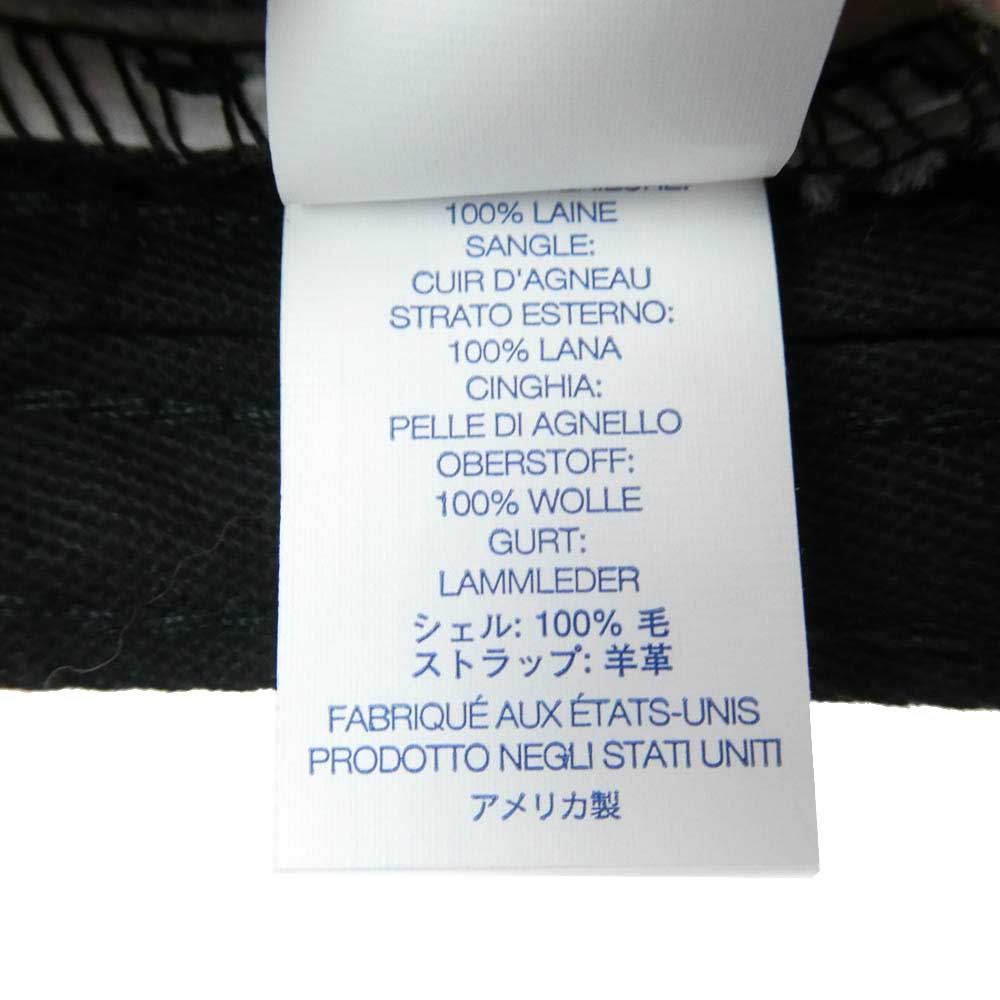 100% LAINE
SANGLE:
CUIR D'AGNEAU
STRATO ESTERNO:
100% LANA
CINGHIA:
PELLE DI AGNELLO
OBERSTOFF:
100% WOLLE
GURT:
LAMMLEDER
シェル: 100% 毛
ストラップ: 羊革
FABRIQUÉ AUX ÉTATS-UNIS
PRODOTTO NEGLI STATI UNITI
アメリカ製